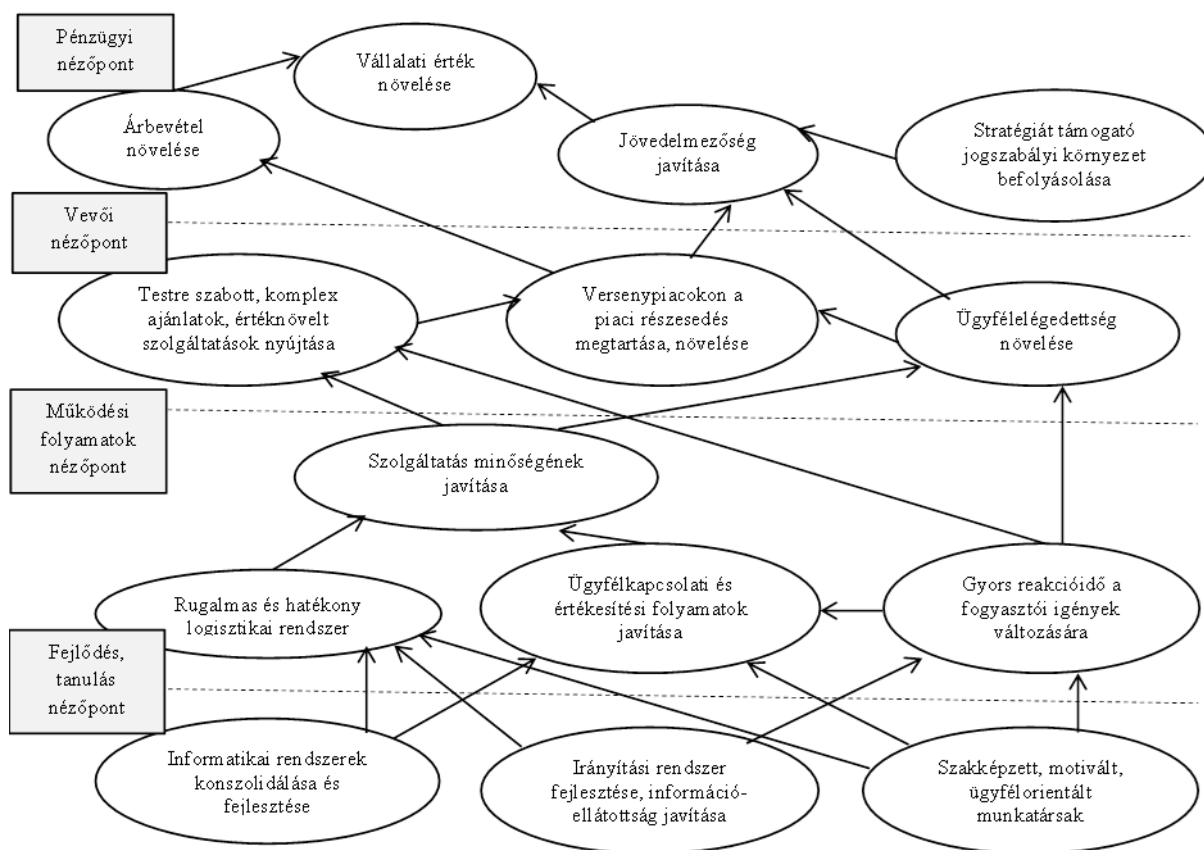 Pénzügyi
nézőpont
Vállalati érték
növelése
Árbevétel
növelése
Jövedelmezőség
javítása
Stratégiát támogató
jogszabályi környezet
befolyásolása
Vevői
nézőpont
Testre szabott, komplex
ajánlatok, értéknövelt
szolgáltatások nyújtása
Versenypiacokon a
piaci részesedés
megtartása, növelése
Ügyfélelégedettség
növelése
Működési
folyamatok
nézőpont
Szolgáltatás minőségének
javítása
Rugalmas és hatékony
logisztikai rendszer
Ügyfélkapcsolati és
értékesítési folyamatok
javítása
Gyors reakcióidő a
fogyasztói igények
változására
Fejlődés,
tanulás
nézőpont
Informatikai rendszerek
konszolidálása és
fejlesztése
Irányítási rendszer
fejlesztése, információ-
ellátottság javítása
Szakképzett, motivált,
ügyfélorientált
munkatársak